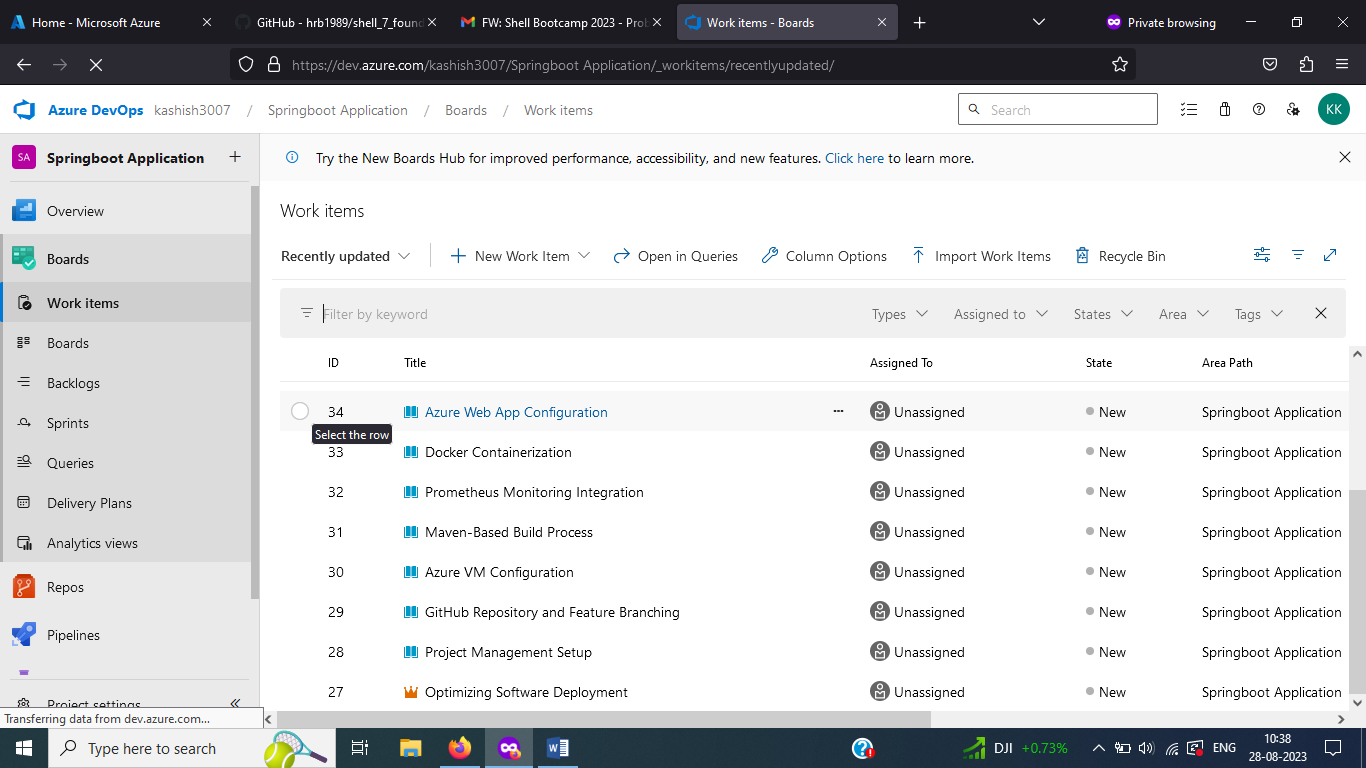 Home - Microsoft Azure
GitHub - hrb1989/shell_7_found
FW: Shell Bootcamp 2023 - Prob
Work items - Boards
Private browsing
https://dev.azure.com/kashish3007/Springboot Application/_workitems/recentlyupdated/
Azure DevOps kashish3007 / Springboot Application / Boards / Work items
Search
KK
SA Springboot Application +
Try the New Boards Hub for improved performance, accessibility, and new features. Click here to learn more.
Overview
Boards
Work items
Boards
Backlogs
Sprints
Queries
Delivery Plans
Analytics views
Repos
Pipelines
Project settings
Transferring data from dev.azure.com...
Work items
Recently updated
New Work Item
Open in Queries
Column Options
Import Work Items
Recycle Bin
Filter by keyword
Types
Assigned to
States
Area
Tags
ID Title Assigned To State Area Path
34 Azure Web App Configuration ... Unassigned New Springboot Application
Select the row
33 Docker Containerization Unassigned New Springboot Application
32 Prometheus Monitoring Integration Unassigned New Springboot Application
31 Maven-Based Build Process Unassigned New Springboot Application
30 Azure VM Configuration Unassigned New Springboot Application
29 GitHub Repository and Feature Branching Unassigned New Springboot Application
28 Project Management Setup Unassigned New Springboot Application
27 Optimizing Software Deployment Unassigned New Springboot Application
Type here to search
DJI +0.73%
ENG
10:38
28-08-2023